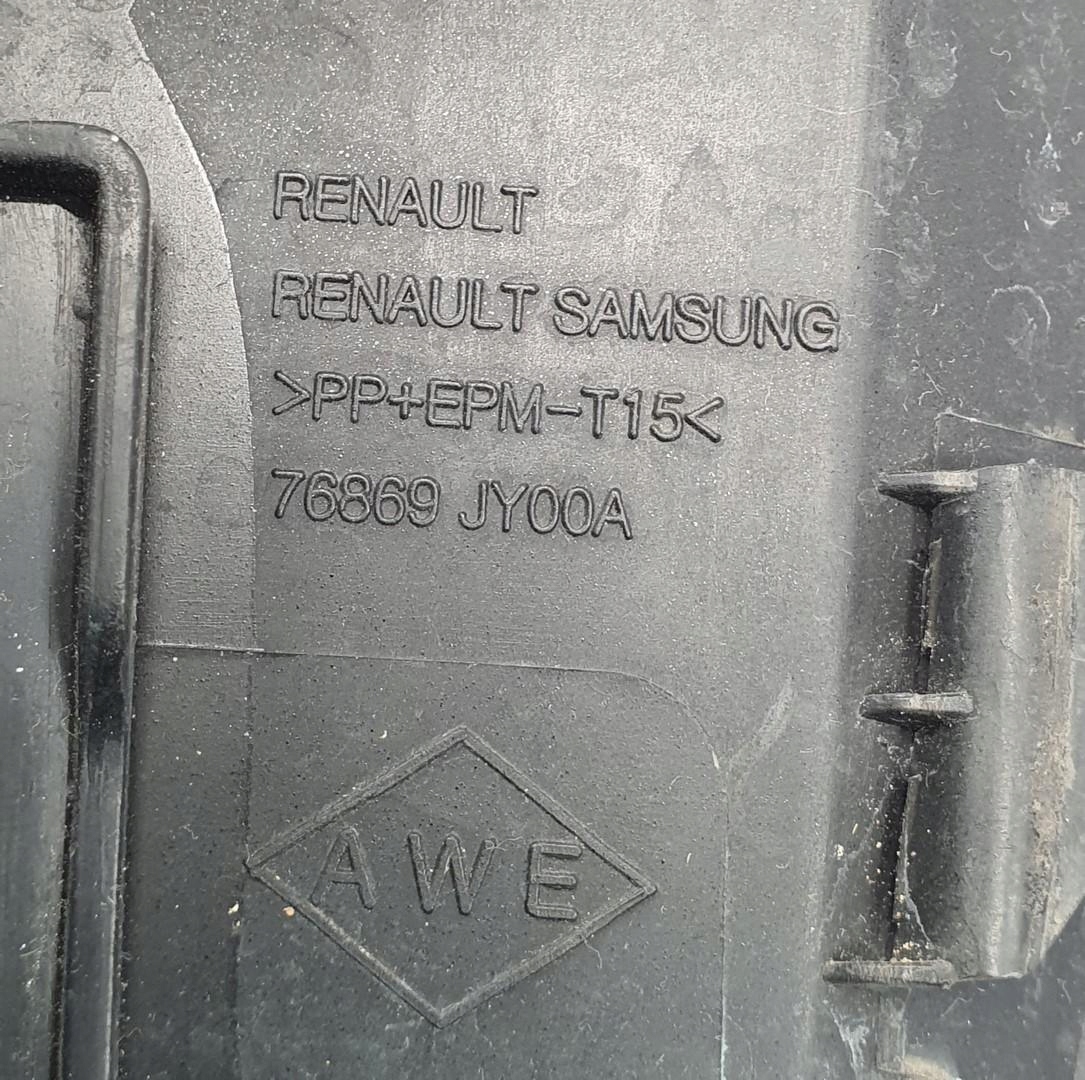 RENAULT
RENAULT SAMSUNG
>PP+EPM-T15<
76869 JY00A
AWE